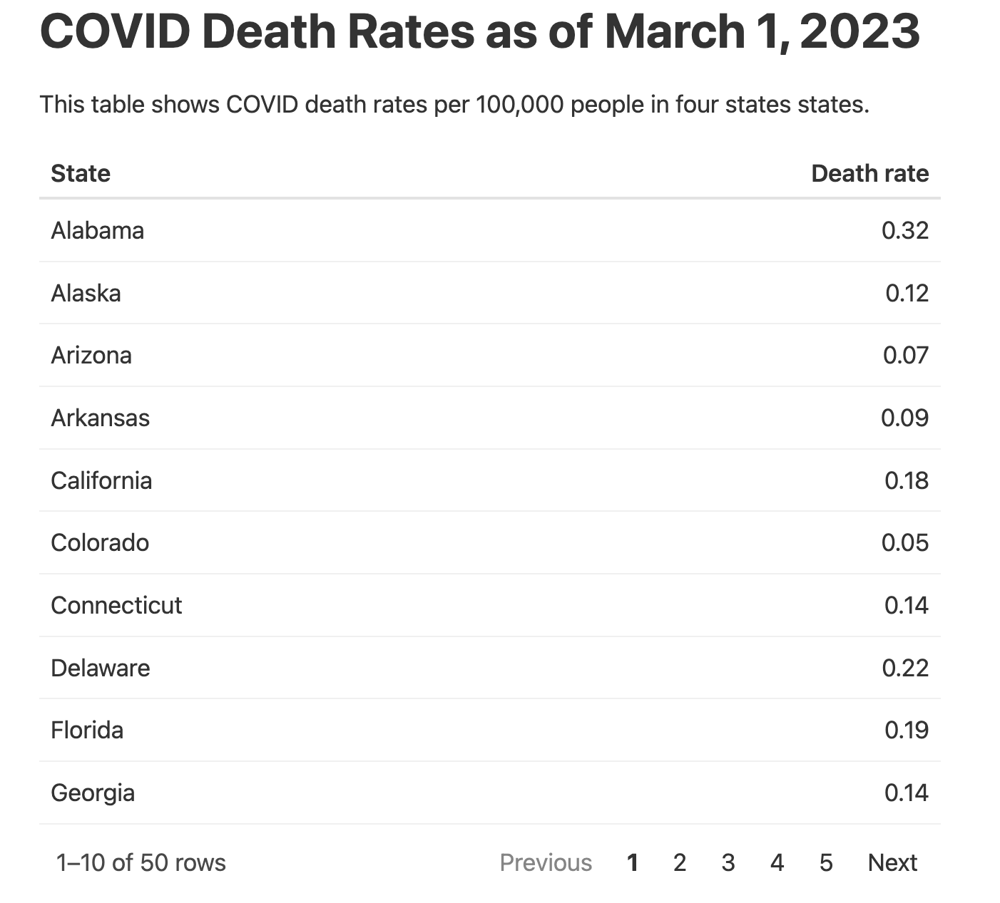 COVID Death Rates as of March 1, 2023
This table shows COVID death rates per 100,000 people in four states states.
State Death rate
Alabama 0.32
Alaska 0.12
Arizona 0.07
Arkansas 0.09
California 0.18
Colorado 0.05
Connecticut 0.14
Delaware 0.22
Florida 0.19
Georgia 0.14
1–10 of 50 rows Previous 1 2 3 4 5 Next